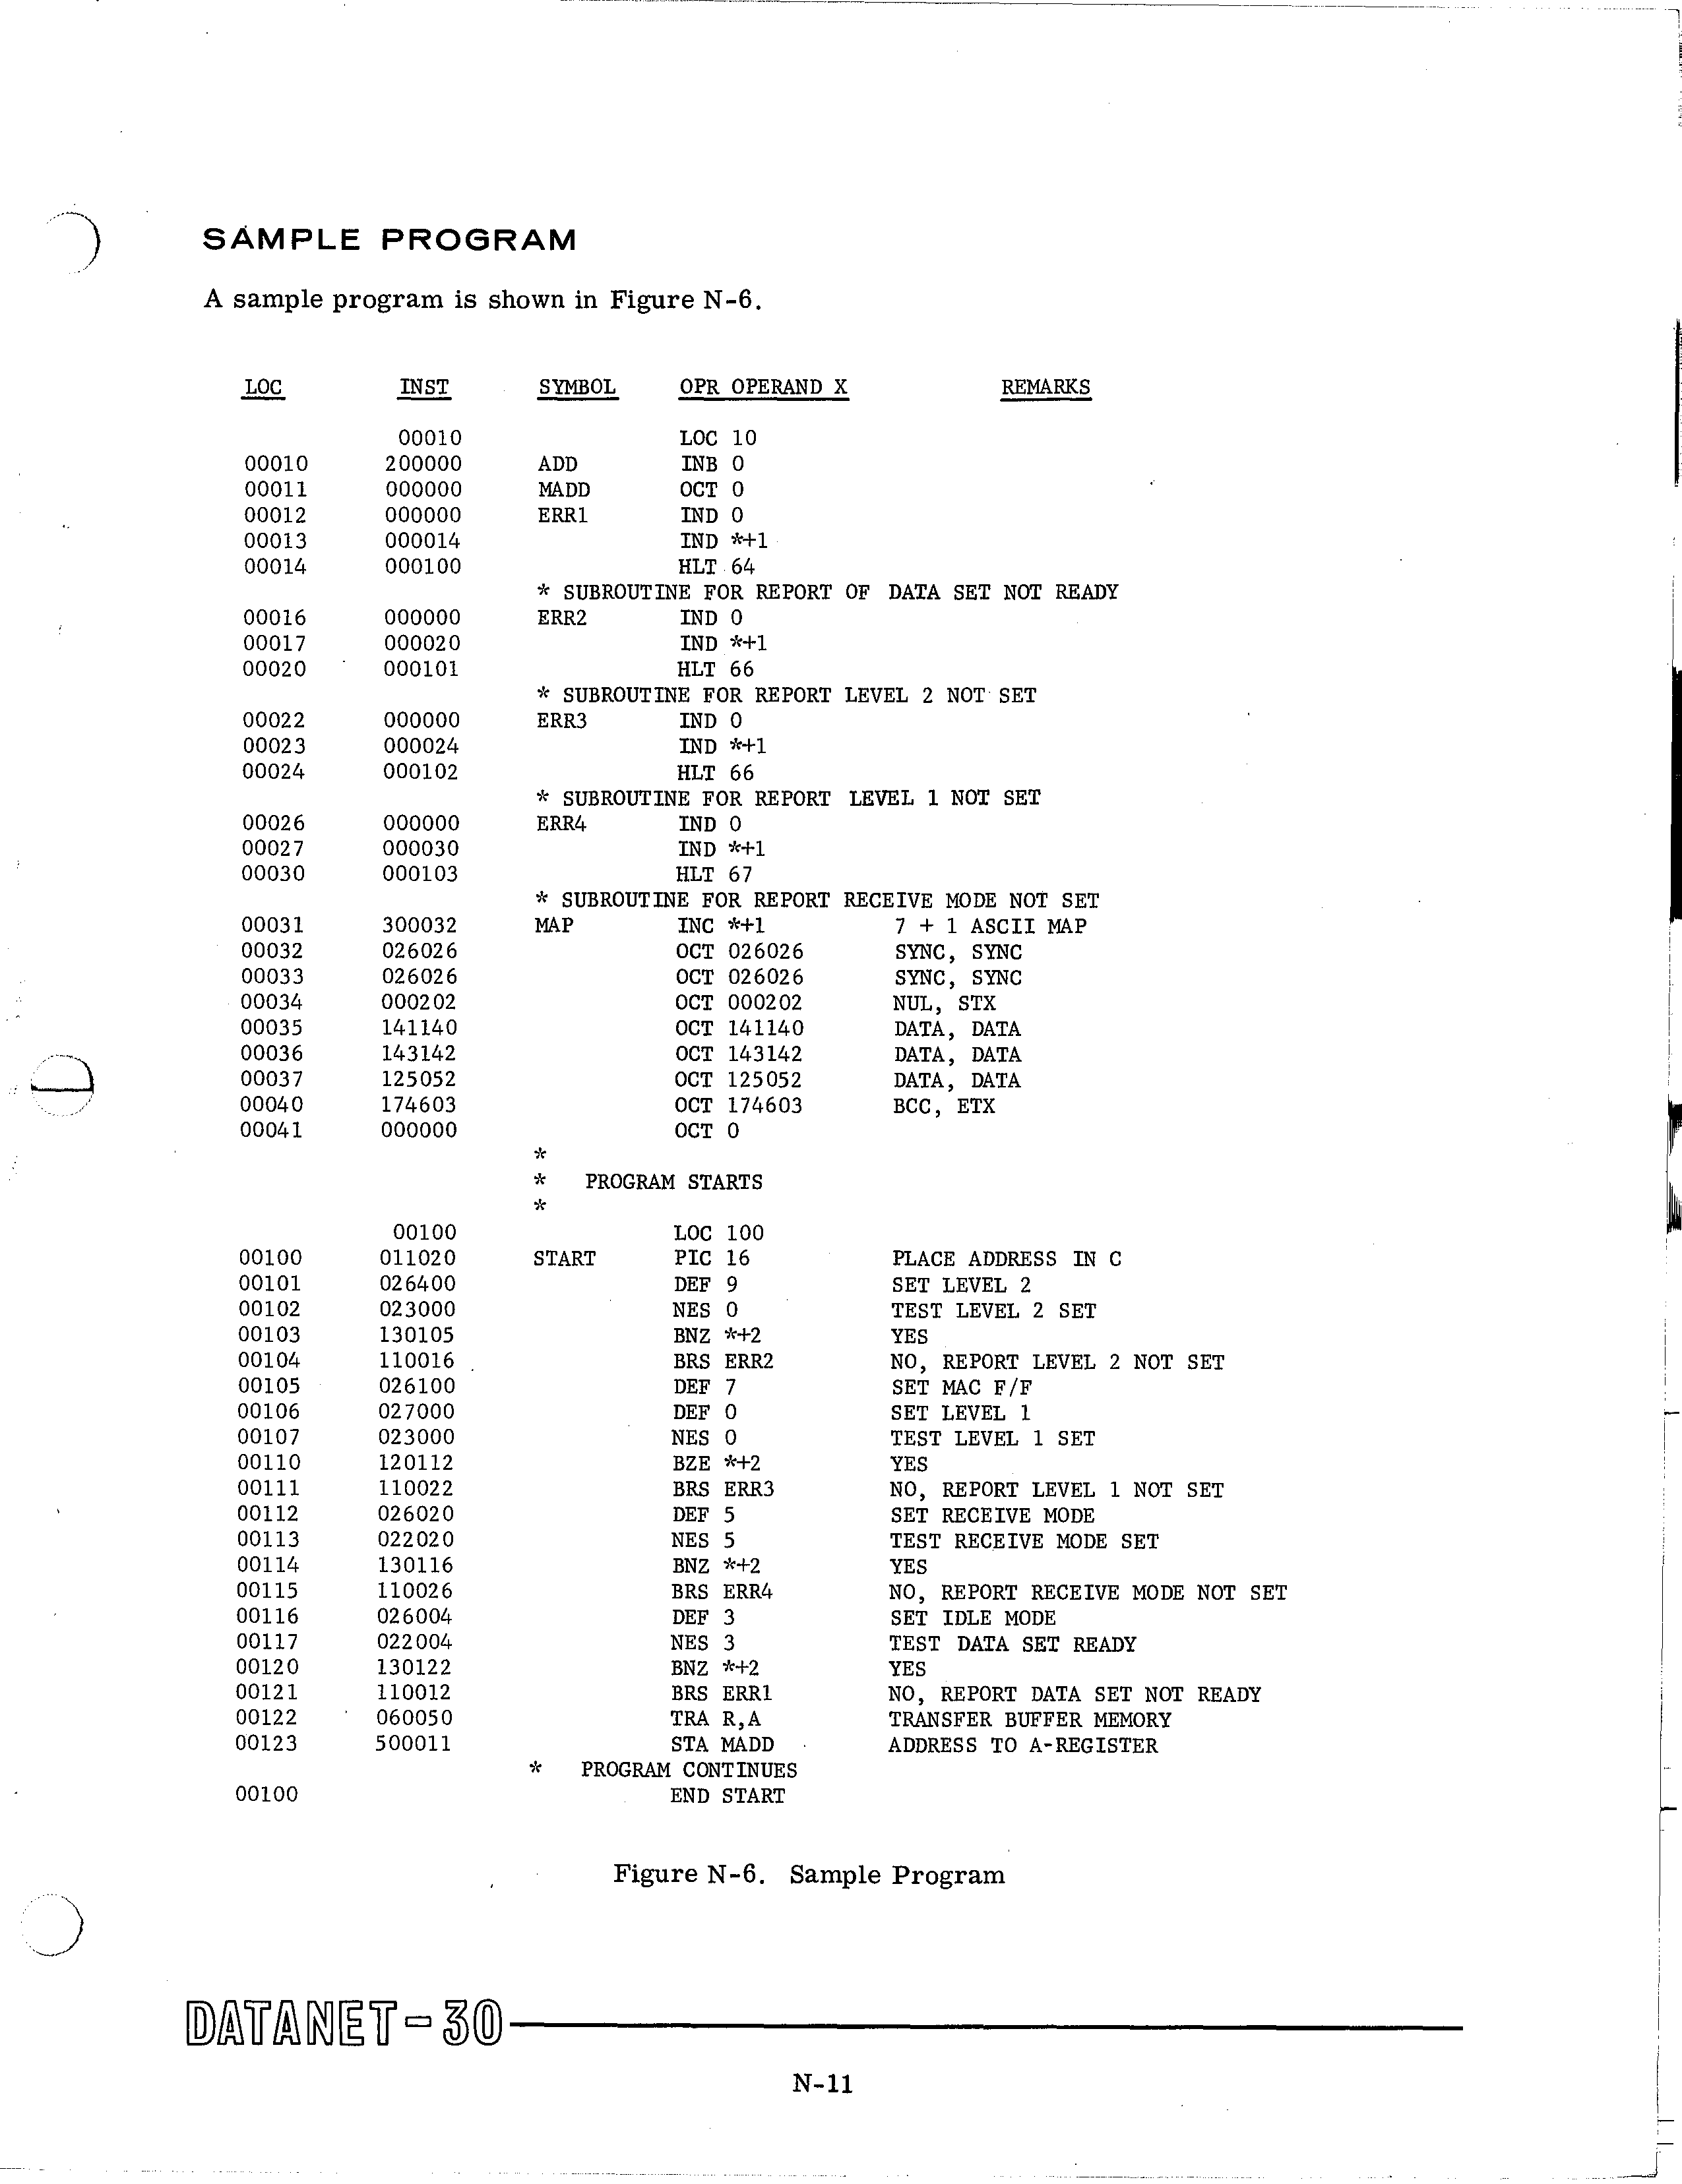 SAMPLE PROGRAM
A sample program is shown in Figure N-6.
LOC INST SYMBOL OPR OPERAND X REMARKS
00010 LOC 10
00010 200000 ADD INB 0
00011 000000 MADD OCT 0
00012 000000 ERR1 IND 0
00013 000014 IND *+1
00014 000100 HLT 64
* SUBROUTINE FOR REPORT OF DATA SET NOT READY
00016 000000 ERR2 IND 0
00017 000020 IND *+1
00020 000101 HLT 66
* SUBROUTINE FOR REPORT LEVEL 2 NOT SET
00022 000000 ERR3 IND 0
00023 000024 IND *+1
00024 000102 HLT 66
* SUBROUTINE FOR REPORT LEVEL 1 NOT SET
00026 000000 ERR4 IND 0
00027 000030 IND *+1
00030 000103 HLT 67
* SUBROUTINE FOR REPORT RECEIVE MODE NOT SET
00031 300032 MAP INC *+1 7 + 1 ASCII MAP
00032 026026 OCT 026026 SYNC, SYNC
00033 026026 OCT 026026 SYNC, SYNC
00034 000202 OCT 000202 NUL, STX
00035 141140 OCT 141140 DATA, DATA
00036 143142 OCT 143142 DATA, DATA
00037 125052 OCT 125052 DATA, DATA
00040 174603 OCT 174603 BCC, ETX
00041 000000 OCT 0
*
* PROGRAM STARTS
*
00100 LOC 100
00100 011020 START PIC 16 PLACE ADDRESS IN C
00101 026400 DEF 9 SET LEVEL 2
00102 023000 NES 0 TEST LEVEL 2 SET
00103 130105 BNZ *+2 YES
00104 110016 BRS ERR2 NO, REPORT LEVEL 2 NOT SET
00105 026100 DEF 7 SET MAC F/F
00106 027000 DEF 0 SET LEVEL 1
00107 023000 NES 0 TEST LEVEL 1 SET
00110 120112 BZE *+2 YES
00111 110022 BRS ERR3 NO, REPORT LEVEL 1 NOT SET
00112 026020 DEF 5 SET RECEIVE MODE
00113 022020 NES 5 TEST RECEIVE MODE SET
00114 130116 BNZ *+2 YES
00115 110026 BRS ERR4 NO, REPORT RECEIVE MODE NOT SET
00116 026004 DEF 3 SET IDLE MODE
00117 022004 NES 3 TEST DATA SET READY
00120 130122 BNZ *+2 YES
00121 110012 BRS ERR1 NO, REPORT DATA SET NOT READY
00122 060050 TRA R,A TRANSFER BUFFER MEMORY
00123 500011 STA MADD ADDRESS TO A-REGISTER
* PROGRAM CONTINUES
00100 END START
Figure N-6. Sample Program
DATANET-30
N-11